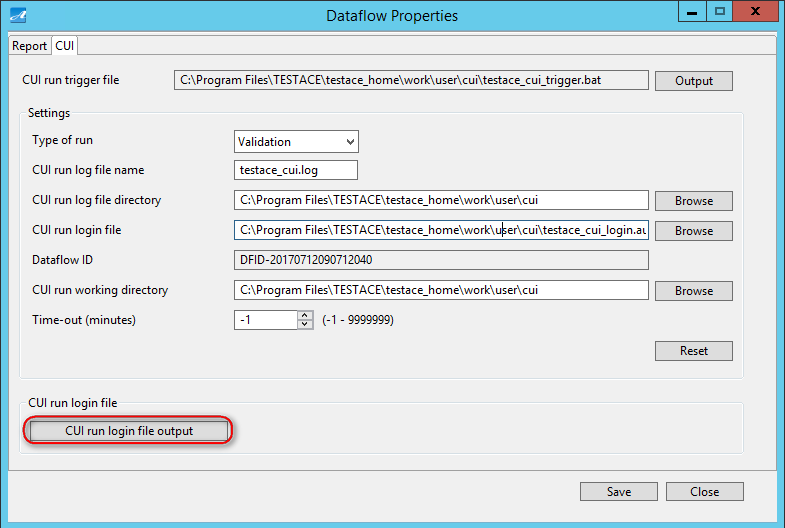 Dataflow Properties
Report CUI
CUI run trigger file C:\Program Files\TESTACE\testace_home\work\user\cui\testace_cui_trigger.bat Output
Settings
Type of run Validation
CUI run log file name testace_cui.log
CUI run log file directory C:\Program Files\TESTACE\testace_home\work\user\cui Browse
CUI run login file C:\Program Files\TESTACE\testace_home\work\user\cui\testace_cui_login.au Browse
Dataflow ID DFID-20170712090712040
CUI run working directory C:\Program Files\TESTACE\testace_home\work\user\cui Browse
Time-out (minutes) -1 (-1 - 9999999)
Reset
CUI run login file
CUI run login file output
Save Close